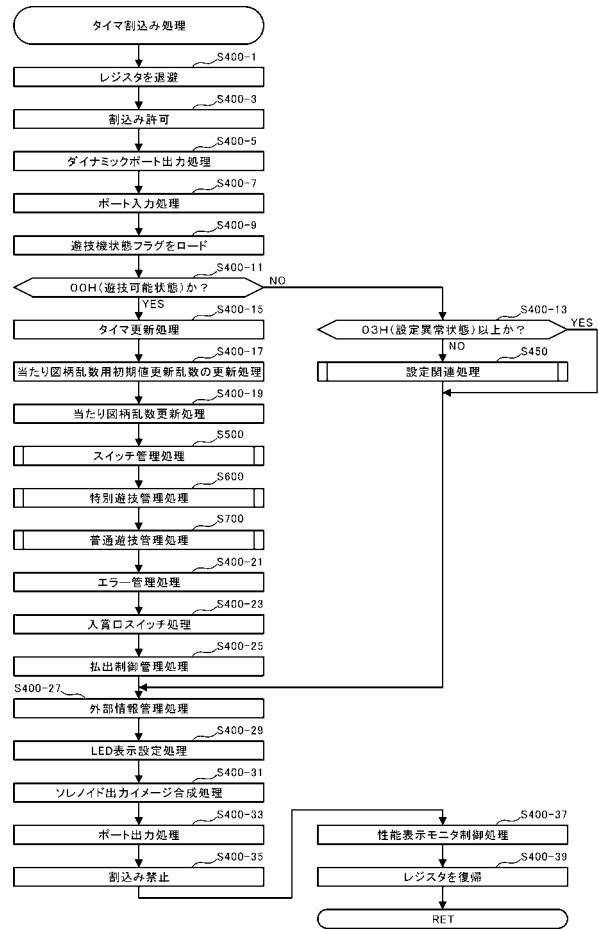 タイマ割込み処理
S400-1
レジスタを退避
S400-3
割込み許可
S400-5
ダイナミックポート出力処理
S400-7
ポート入力処理
S400-9
遊技機状態フラグをロード
S400-11
00H(遊技可能状態)か?
NO
YES
S400-13
03H(設定異常状態)以上か?
YES
NO
S450
設定関連処理
S400-15
タイマ更新処理
S400-17
当たり図柄乱数用初期値更新乱数の更新処理
S400-19
当たり図柄乱数更新処理
S500
スイッチ管理処理
S600
特別遊技管理処理
S700
普通遊技管理処理
S400-21
エラー管理処理
S400-23
入賞口スイッチ処理
S400-25
払出制御管理処理
S400-27
外部情報管理処理
S400-29
LED表示設定処理
S400-31
ソレノイド出力イメージ合成処理
S400-33
ポート出力処理
S400-35
割込み禁止
S400-37
性能表示モニタ制御処理
S400-39
レジスタを復帰
RET